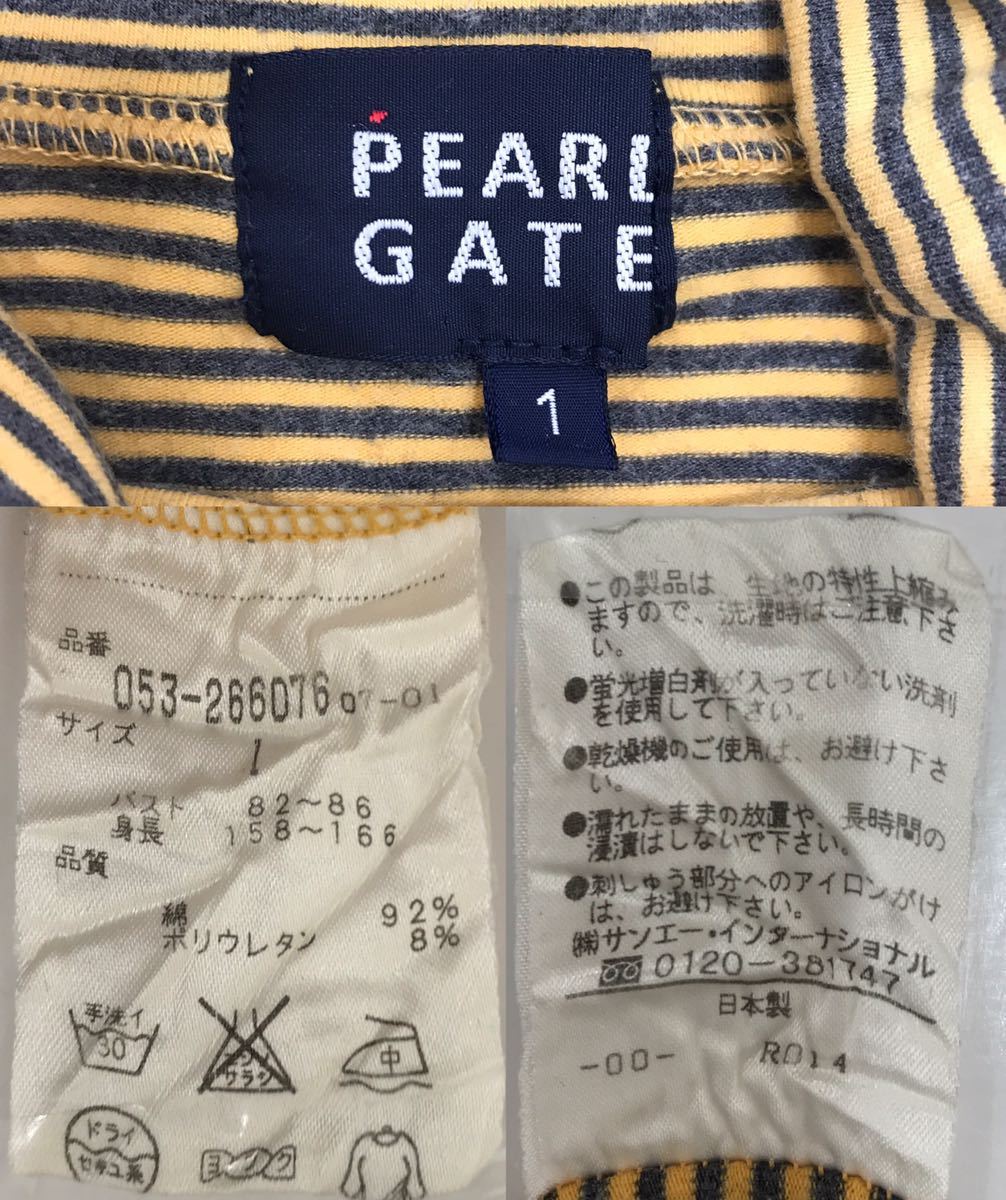 PEARL
GATE
1
品番
053-266076 07-01
サイズ
1
バスト 82～86
身長 158～166
品質
綿 92%
ポリウレタン 8%
手洗イ
30
エンソ
サラシ
中
ドライ
セキユ系
ヨワク
●この製品は、生地の特性上縮み
ますので、洗濯時はご注意下さ
い。
●蛍光増白剤が入っていない洗剤
を使用して下さい。
●乾燥機のご使用は、お避け下さ
い。
●濡れたままの放置や、長時間の
浸漬はしないで下さい。
●刺しゅう部分へのアイロンがけ
は、お避け下さい。
㈱サンエー・インターナショナル
0120-381747
日本製
-00- R014